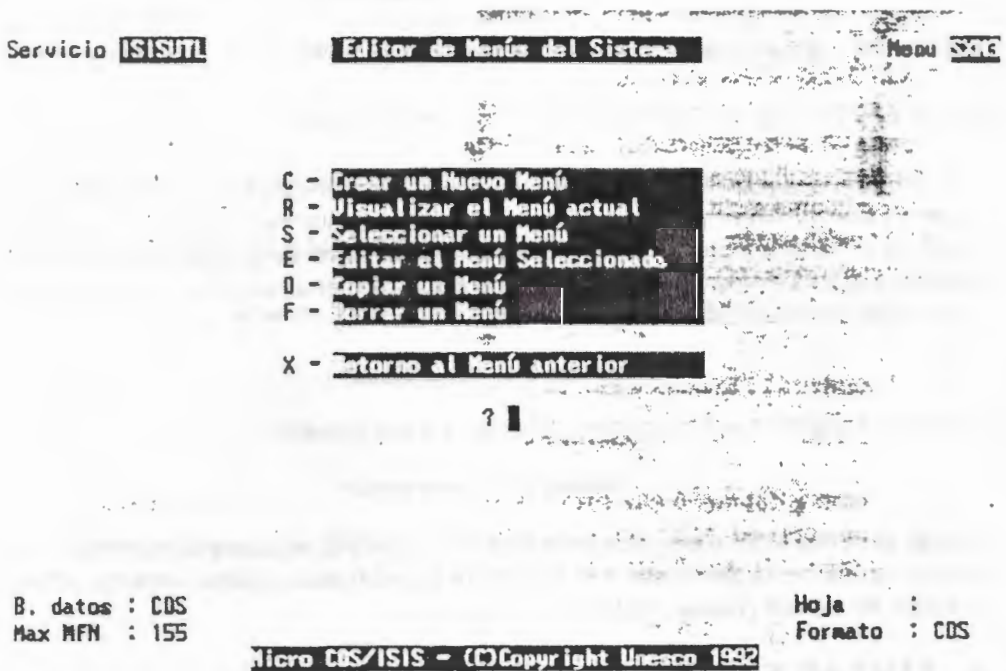 Servicio ISISUTL Editor de Menús del Sistema Menu SXMG
C - Crear un Nuevo Menú
R - Visualizar el Menú actual
S - Seleccionar un Menú
E - Editar el Menú Seleccionado
O - Copiar un Menú
F - Borrar un Menú
X - Retorno al Menú anterior
?
B. datos : CDS Hoja :
Max MFN : 155 Formato : CDS
Micro CDS/ISIS - (C)Copyright Unesco 1992